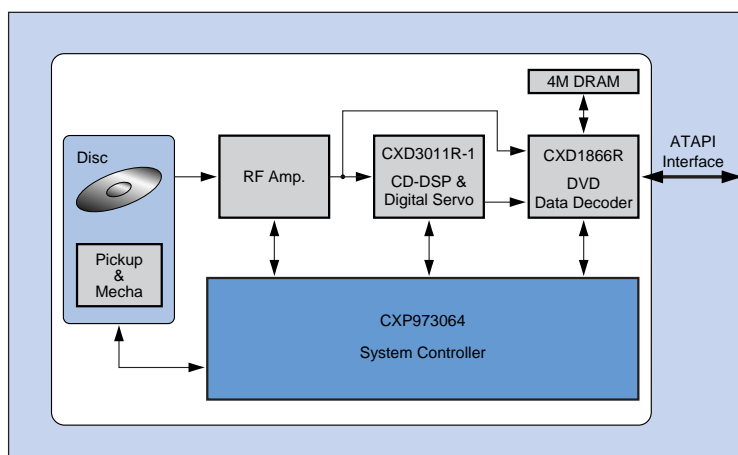 4M DRAM
Disc
RF Amp.
CXD3011R-1
CD-DSP &
Digital Servo
CXD1866R
DVD
Data Decoder
ATAPI
Interface
Pickup
&
Mecha
CXP973064
System Controller